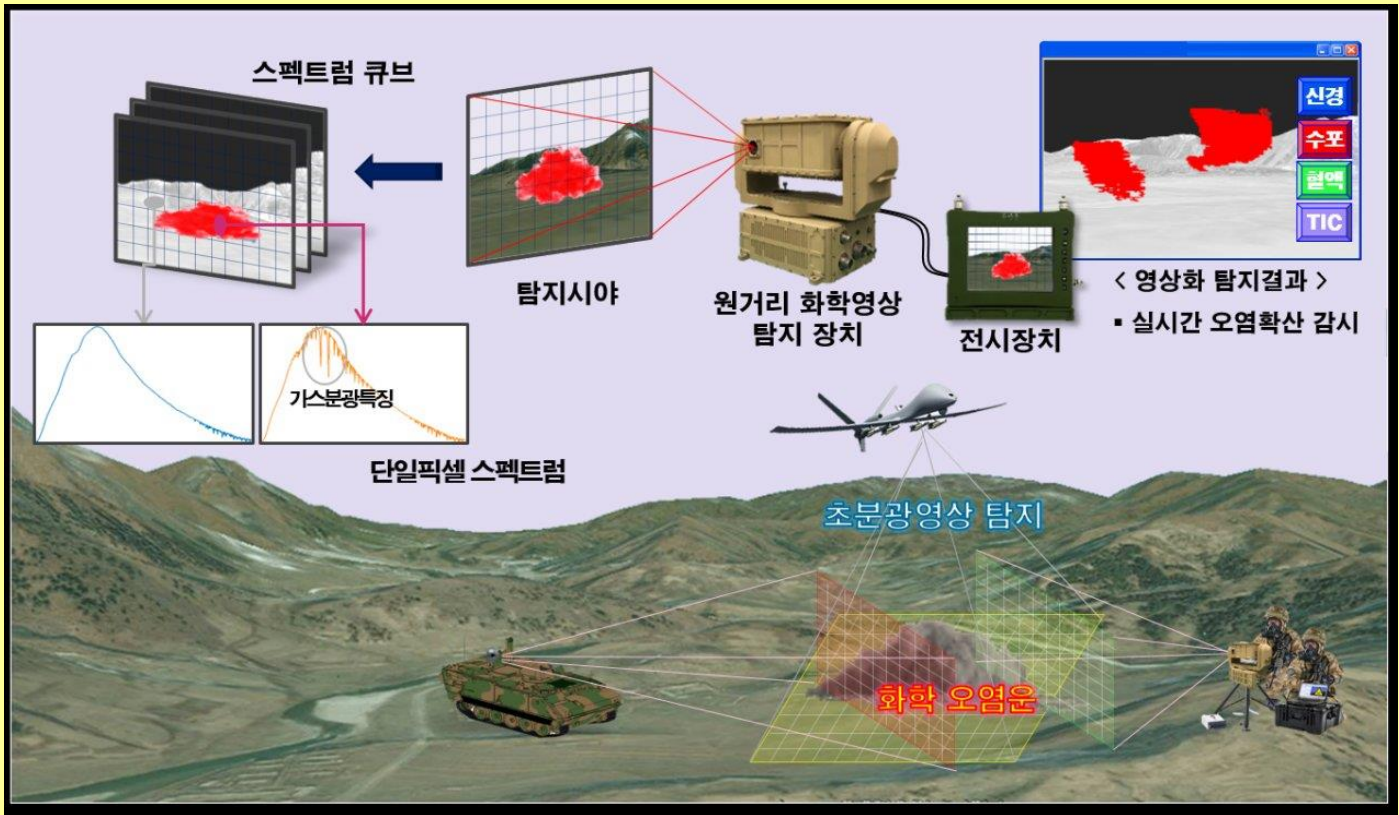 스펙트럼 큐브
탐지시야
원거리 화학영상
탐지 장치
전시장치
신경
수포
혈액
TIC
< 영상화 탐지결과 >
▪ 실시간 오염확산 감시
기스분광특징
단일픽셀 스펙트럼
초분광영상 탐지
화학 오염운